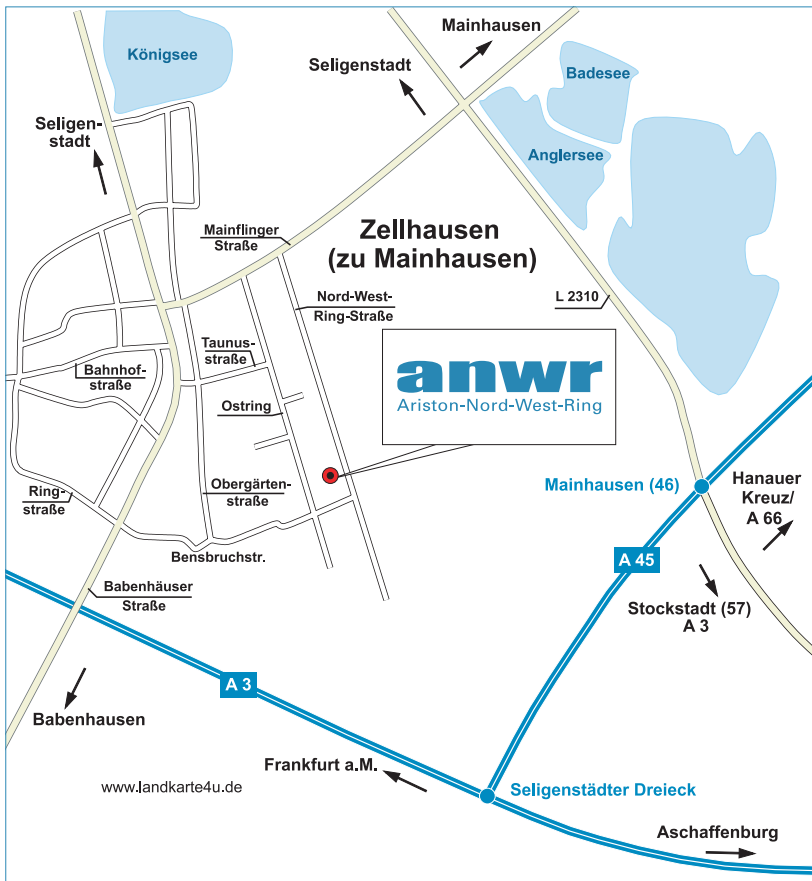 Mainhausen
Königsee
Seligenstadt
Badesee
Seligen-
stadt
Anglersee
Mainflinger
Straße
Zellhausen
(zu Mainhausen)
Nord-West-
Ring-Straße
L 2310
Taunus-
straße
Bahnhof-
straße
anwr
Ariston-Nord-West-Ring
Ostring
Ring-
straße
Obergärten-
straße
Mainhausen (46)
Hanauer
Kreuz/
A 66
Bensbruchstr.
A 45
Babenhäuser
Straße
Stockstadt (57)
A 3
A 3
Babenhausen
Frankfurt a.M.
www.landkarte4u.de
Seligenstädter Dreieck
Aschaffenburg